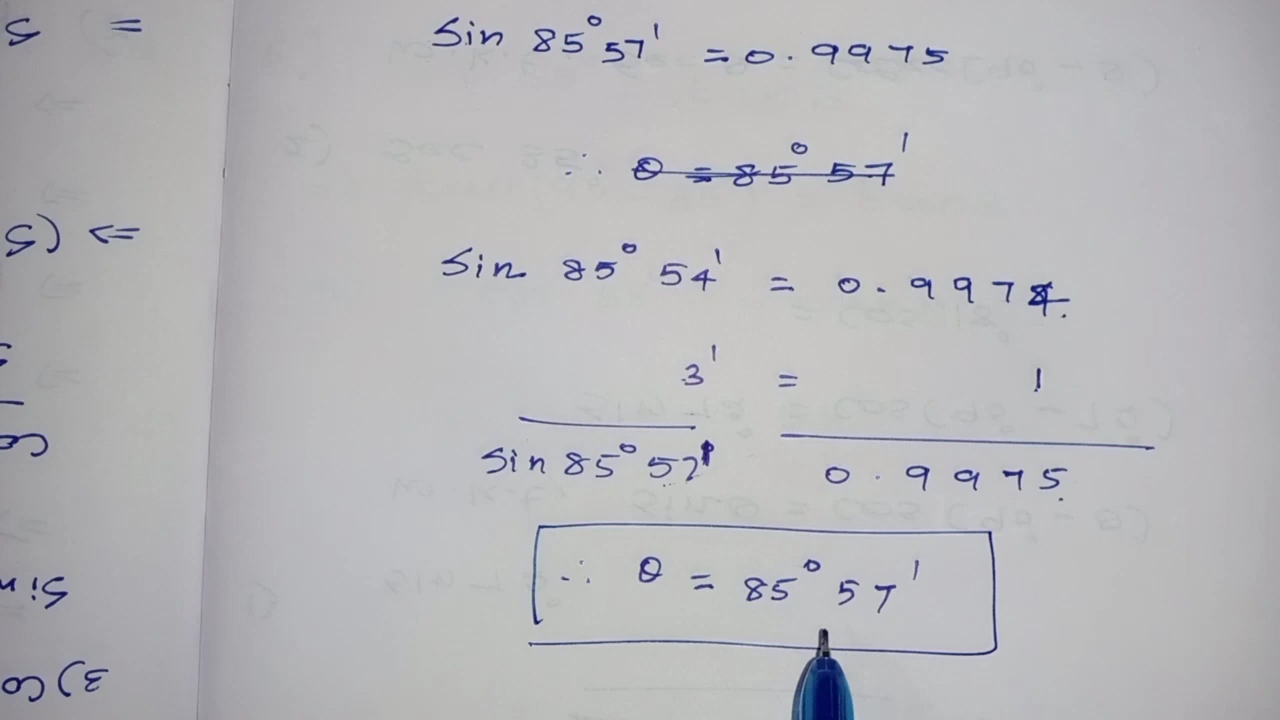 Sin 85° 57' = 0.9975
∴ θ = 85° 57'
Sin 85° 54' = 0.9974
3' = 1
Sin 85° 57' 0.9975
∴ θ = 85° 57'